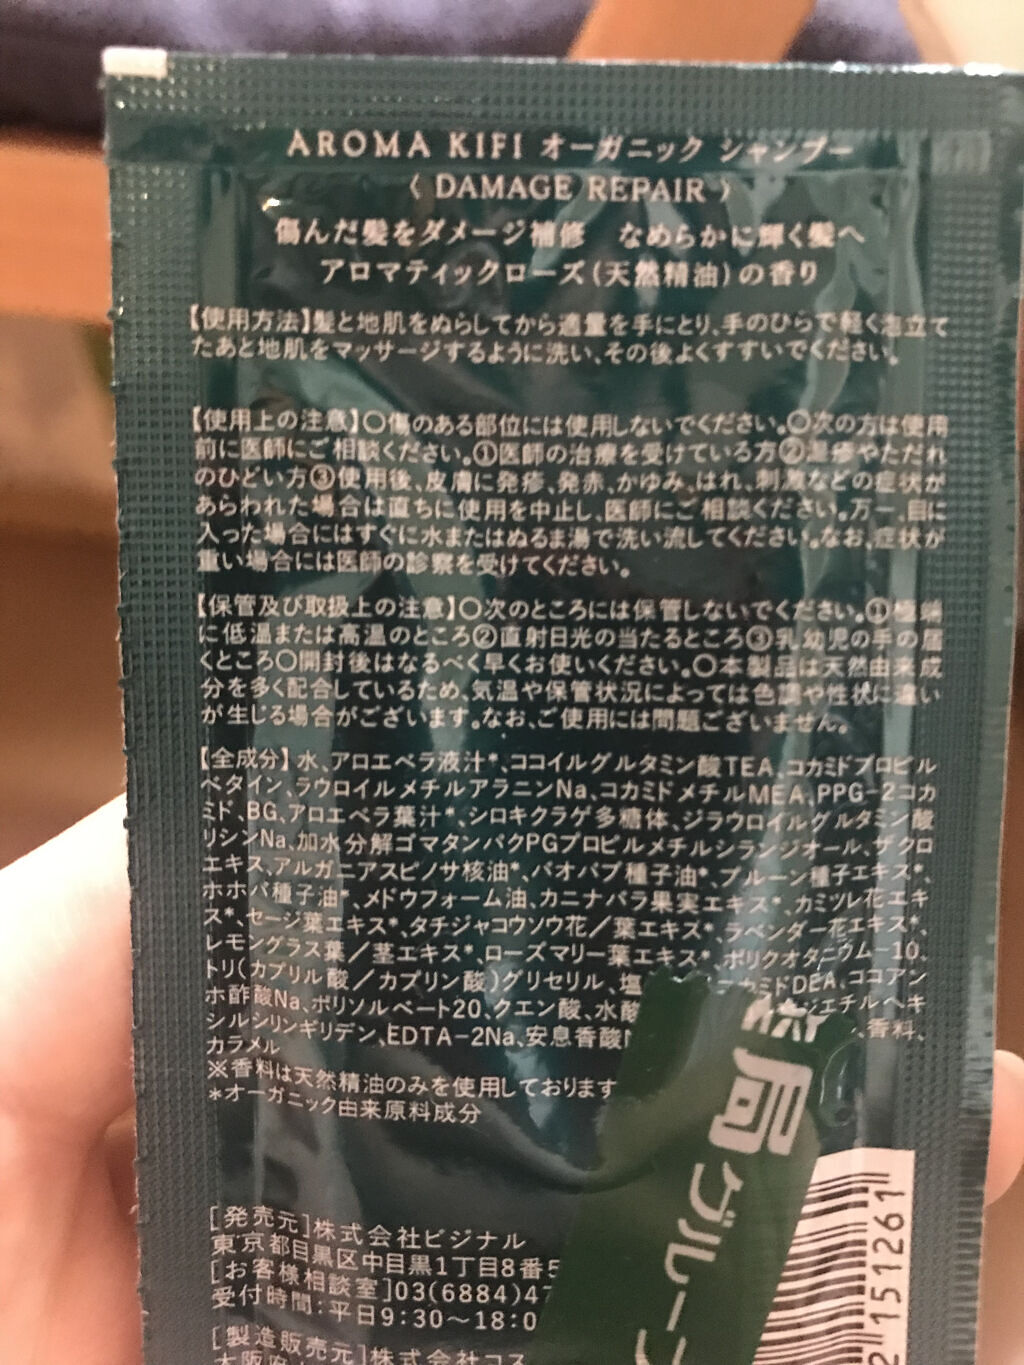 AROMA KIFI オーガニック シャンプー
〈 DAMAGE REPAIR 〉
傷んだ髪をダメージ補修 なめらかに輝く髪へ
アロマティックローズ(天然精油)の香り
【使用方法】髪と地肌をぬらしてから適量を手にとり、手のひらで軽く泡立て
たあと地肌をマッサージするように洗い、その後よくすすいでください。
【使用上の注意】〇傷のある部位には使用しないでください。〇次の方は使用
前に医師にご相談ください。①医師の治療を受けている方②湿疹やただれ
のひどい方③使用後、皮膚に発疹、発赤、かゆみ、はれ、刺激などの症状が
あらわれた場合は直ちに使用を中止し、医師にご相談ください。万一、目に
入った場合にはすぐに水またはぬるま湯で洗い流してください。なお、症状が
重い場合には医師の診察を受けてください。
【保管及び取扱上の注意】〇次のところには保管しないでください。①極端
に低温または高温のところ②直射日光の当たるところ③乳幼児の手の届
くところ〇開封後はなるべく早くお使いください。〇本製品は天然由来成
分を多く配合しているため、気温や保管状況によっては色調や性状に違い
が生じる場合がございます。なお、ご使用には問題ございません。
【全成分】水、アロエベラ液汁*、ココイルグルタミン酸TEA、コカミドプロピル
ベタイン、ラウロイルメチルアラニンNa、コカミドメチルMEA、PPG-2コカ
ミド、BG、アロエベラ葉汁*、シロキクラゲ多糖体、ジラウロイルグルタミン酸
リシンNa、加水分解ゴマタンパクPGプロピルメチルシランジオール、ザクロ
エキス、アルガニアスピノサ核油*、バオバブ種子油*、プルーン種子エキス*、
ホホバ種子油*、メドウフォーム油、カニナバラ果実エキス*、カミツレ花エキ
ス*、セージ葉エキス*、タチジャコウソウ花/葉エキス*、ラベンダー花エキス*、
レモングラス葉/茎エキス*、ローズマリー葉エキス*、ポリクオタニウム-10、
トリ(カプリル酸/カプリン酸)グリセリル、塩 コカミドDEA、ココアン
ホ酢酸Na、ポリソルベート20、クエン酸、水酸 ジエチルヘキ
シルシリンギリデン、EDTA-2Na、安息香酸 、香料、
カラメル
※香料は天然精油のみを使用しております
*オーガニック由来原料成分
局グループ
[発売元]株式会社ビジナル
東京都目黒区中目黒1丁目8番5
[お客様相談室]03(6884)47
受付時間:平日9:30〜18:0
[製造販売元]株式会社コス
大阪府
2151261